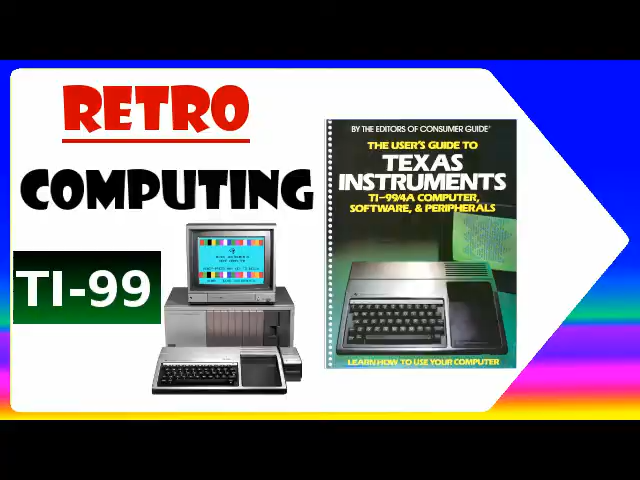 RETRO
COMPUTING
TI-99
BY THE EDITORS OF CONSUMER GUIDE®
THE USER'S GUIDE TO
TEXAS
INSTRUMENTS
TI-99/4A COMPUTER,
SOFTWARE, & PERIPHERALS
LEARN HOW TO USE YOUR COMPUTER